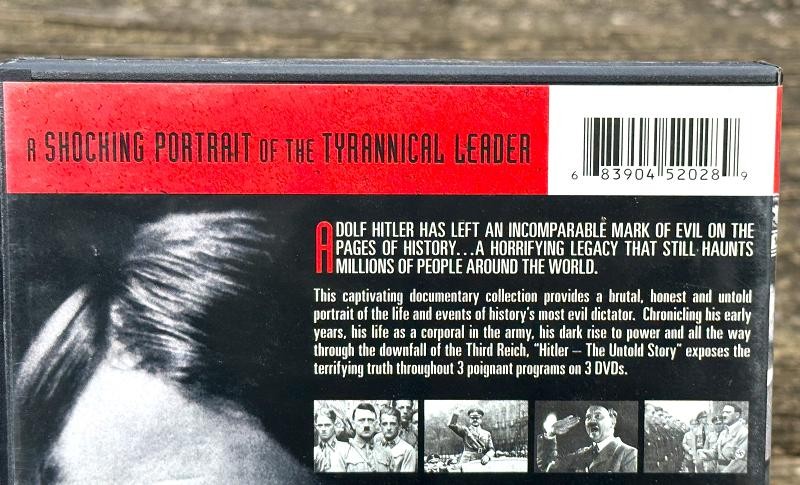 A SHOCKING PORTRAIT OF THE TYRANNICAL LEADER
6 83904 52028 9
ADOLF HITLER HAS LEFT AN INCOMPARABLE MARK OF EVIL ON THE
PAGES OF HISTORY...A HORRIFYING LEGACY THAT STILL HAUNTS
MILLIONS OF PEOPLE AROUND THE WORLD.
This captivating documentary collection provides a brutal, honest and untold
portrait of the life and events of history's most evil dictator. Chronicling his early
years, his life as a corporal in the army, his dark rise to power and all the way
through the downfall of the Third Reich, "Hitler – The Untold Story" exposes the
terrifying truth throughout 3 poignant programs on 3 DVDs.